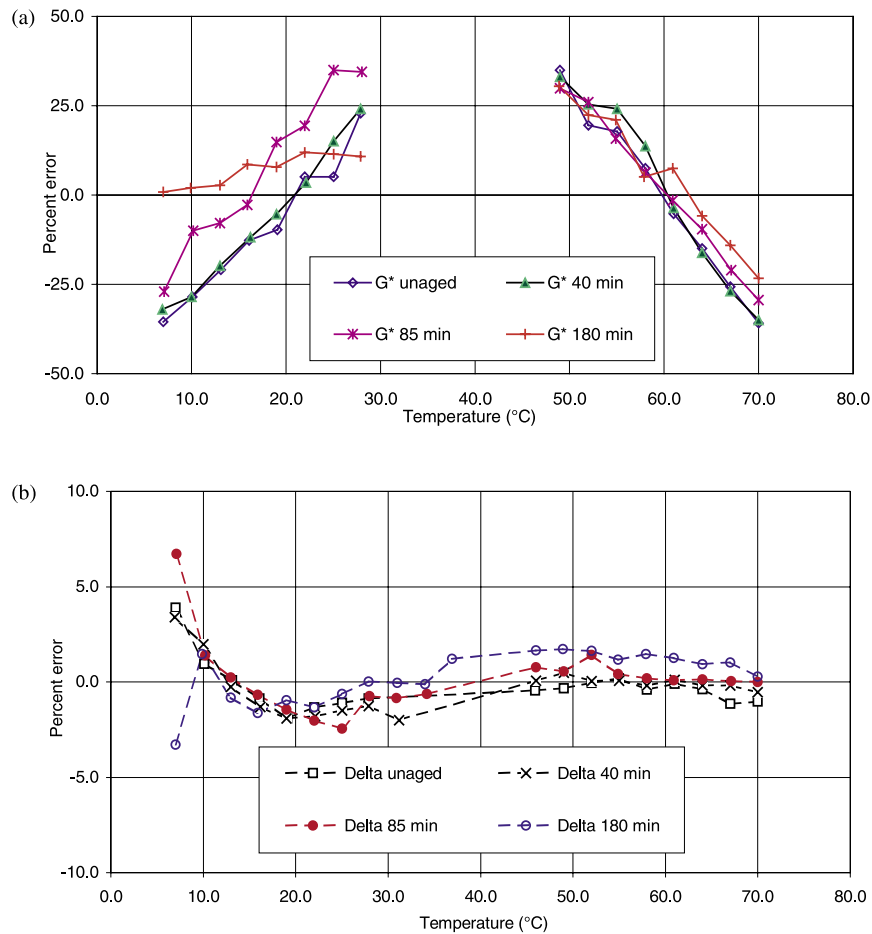 (a)
50.0
25.0
0.0
-25.0
-50.0
Percent error
G* unaged
G* 40 min
G* 85 min
G* 180 min
0.0 10.0 20.0 30.0 40.0 50.0 60.0 70.0 80.0
Temperature (°C)
(b)
10.0
5.0
0.0
-5.0
-10.0
Percent error
Delta unaged
Delta 40 min
Delta 85 min
Delta 180 min
0.0 10.0 20.0 30.0 40.0 50.0 60.0 70.0 80.0
Temperature (°C)